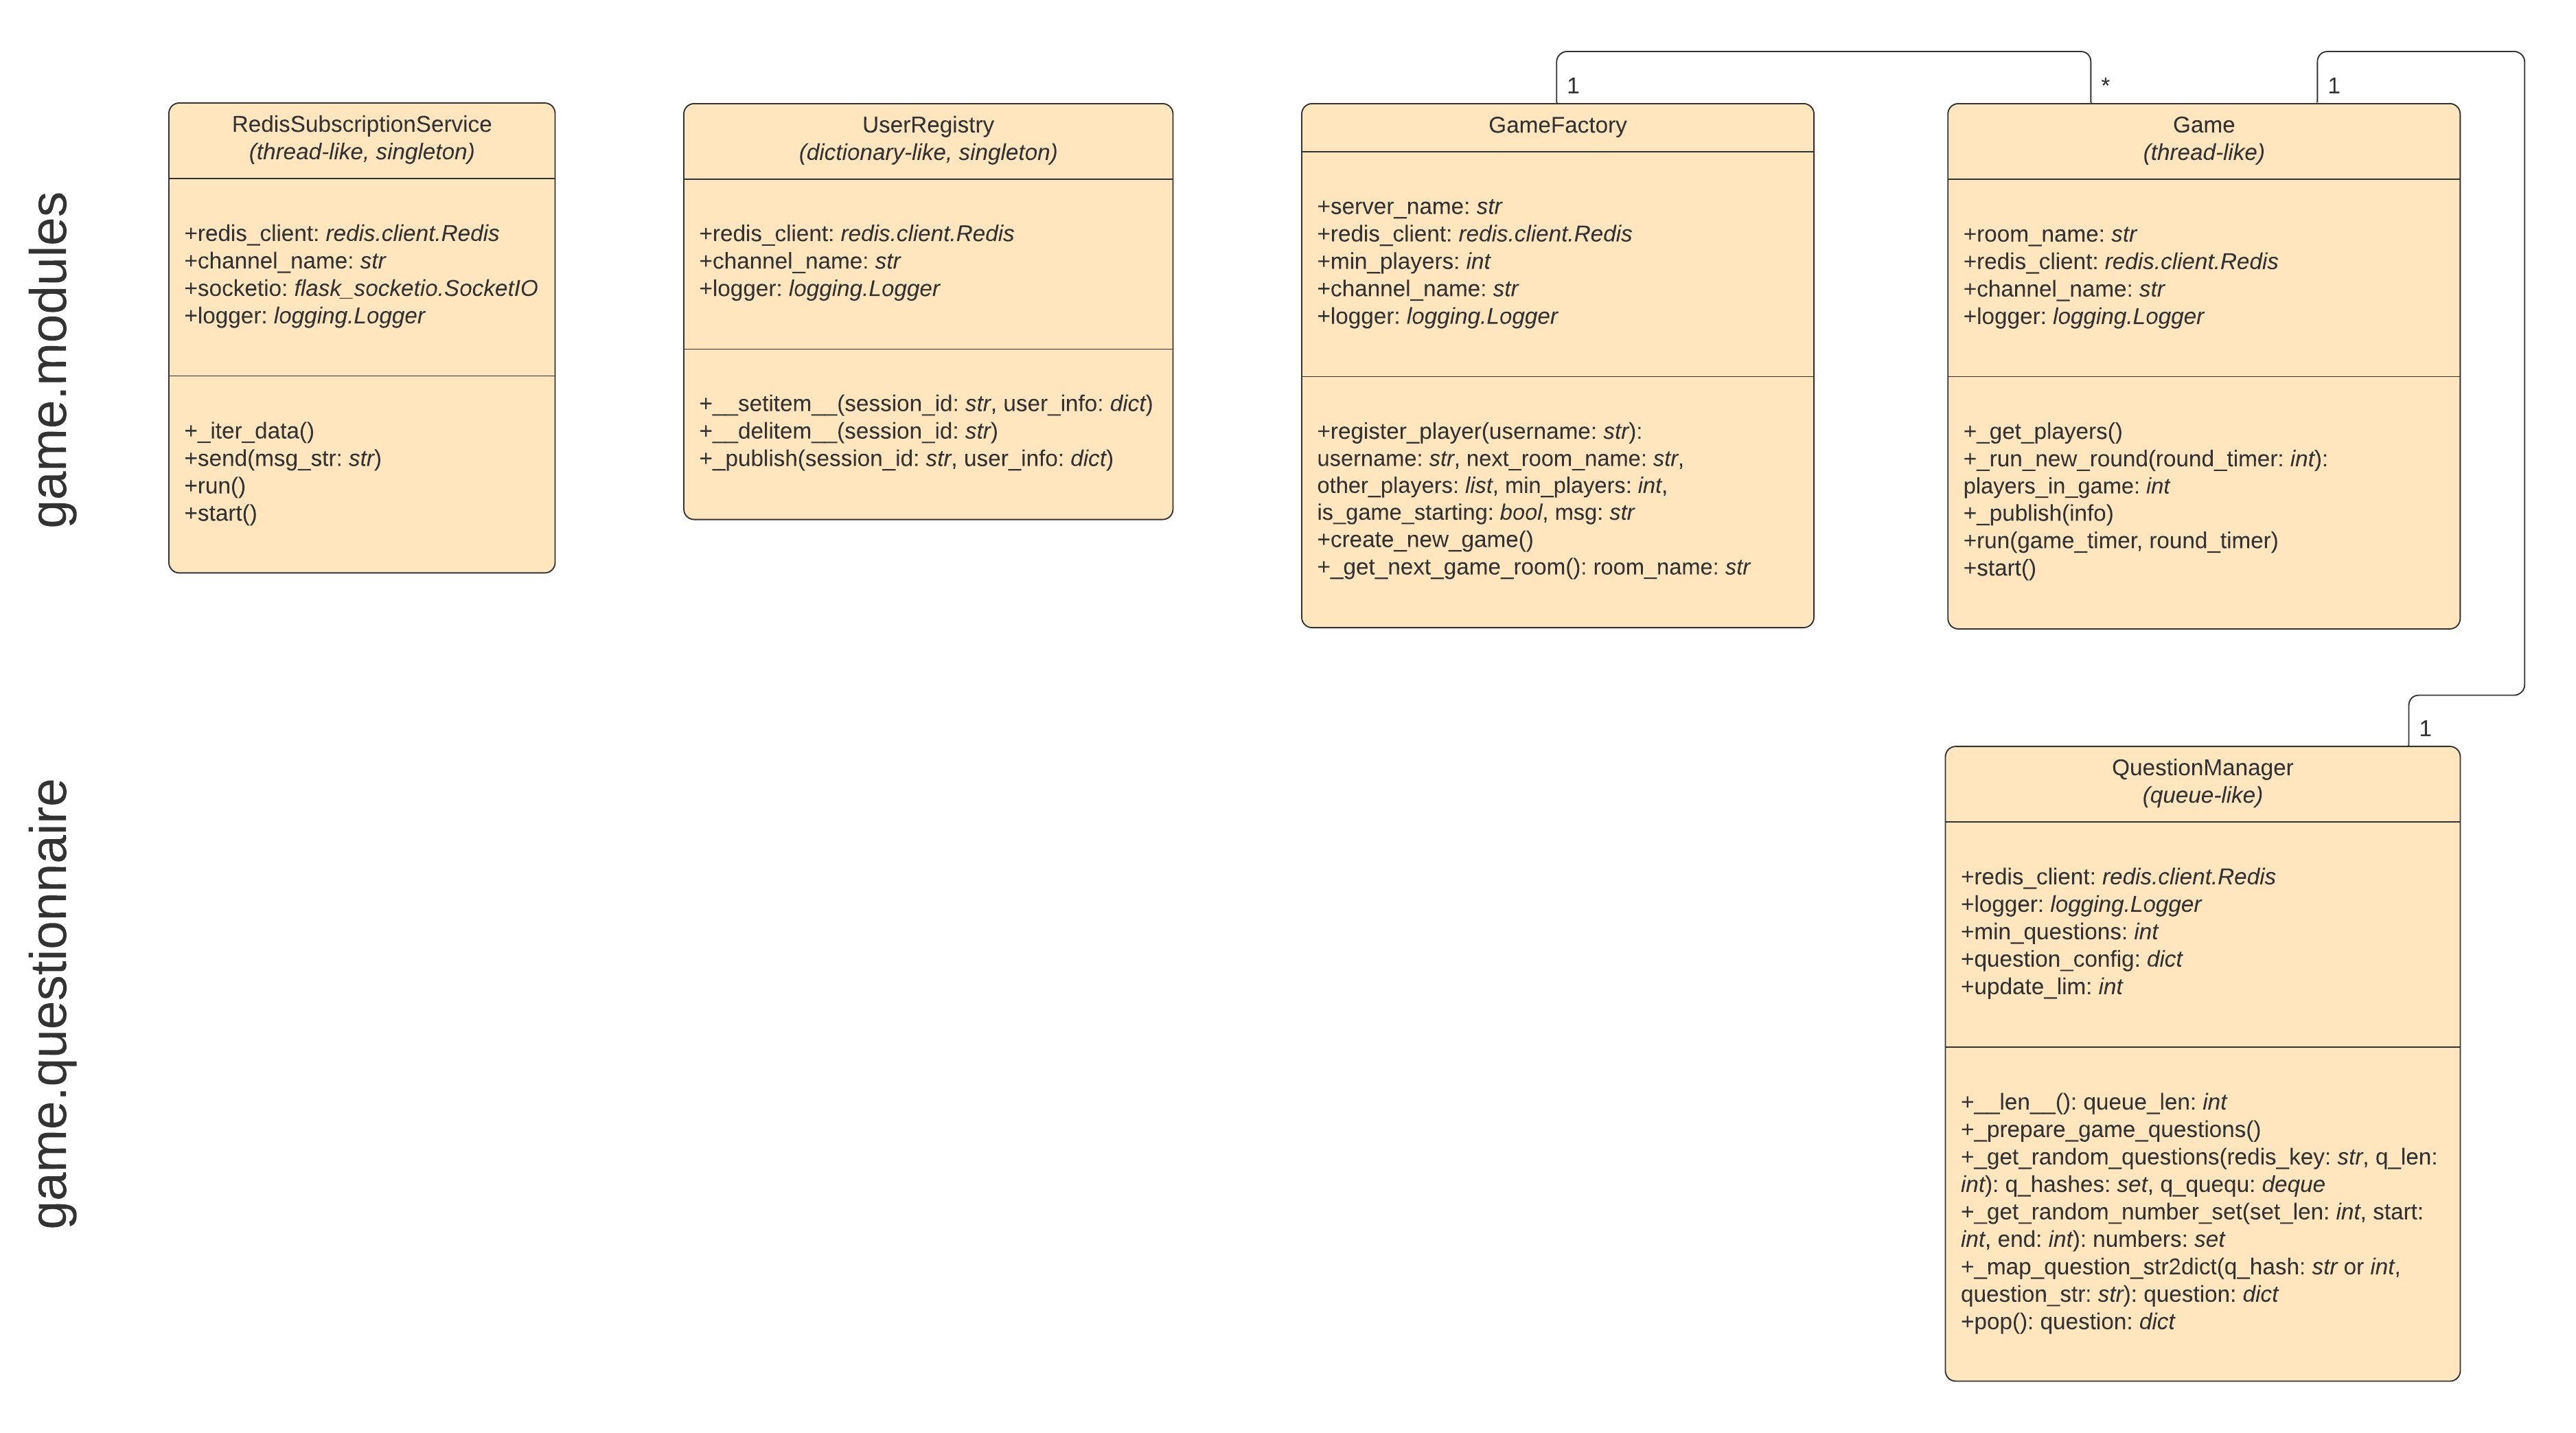 game.modules
RedisSubscriptionService
(thread-like, singleton)
+redis_client: redis.client.Redis
+channel_name: str
+socketio: flask_socketio.SocketIO
+logger: logging.Logger
+_iter_data()
+send(msg_str: str)
+run()
+start()
UserRegistry
(dictionary-like, singleton)
+redis_client: redis.client.Redis
+channel_name: str
+logger: logging.Logger
+__setitem__(session_id: str, user_info: dict)
+__delitem__(session_id: str)
+_publish(session_id: str, user_info: dict)
1
GameFactory
+server_name: str
+redis_client: redis.client.Redis
+min_players: int
+channel_name: str
+logger: logging.Logger
+register_player(username: str):
username: str, next_room_name: str,
other_players: list, min_players: int,
is_game_starting: bool, msg: str
+create_new_game()
+_get_next_game_room(): room_name: str
*
1
Game
(thread-like)
+room_name: str
+redis_client: redis.client.Redis
+channel_name: str
+logger: logging.Logger
+_get_players()
+_run_new_round(round_timer: int):
players_in_game: int
+_publish(info)
+run(game_timer, round_timer)
+start()
game.questionnaire
1
QuestionManager
(queue-like)
+redis_client: redis.client.Redis
+logger: logging.Logger
+min_questions: int
+question_config: dict
+update_lim: int
+__len__(): queue_len: int
+_prepare_game_questions()
+_get_random_questions(redis_key: str, q_len:
int): q_hashes: set, q_ququ: deque
+_get_random_number_set(set_len: int, start:
int, end: int): numbers: set
+_map_question_str2dict(q_hash: str or int,
question_str: str): question: dict
+pop(): question: dict